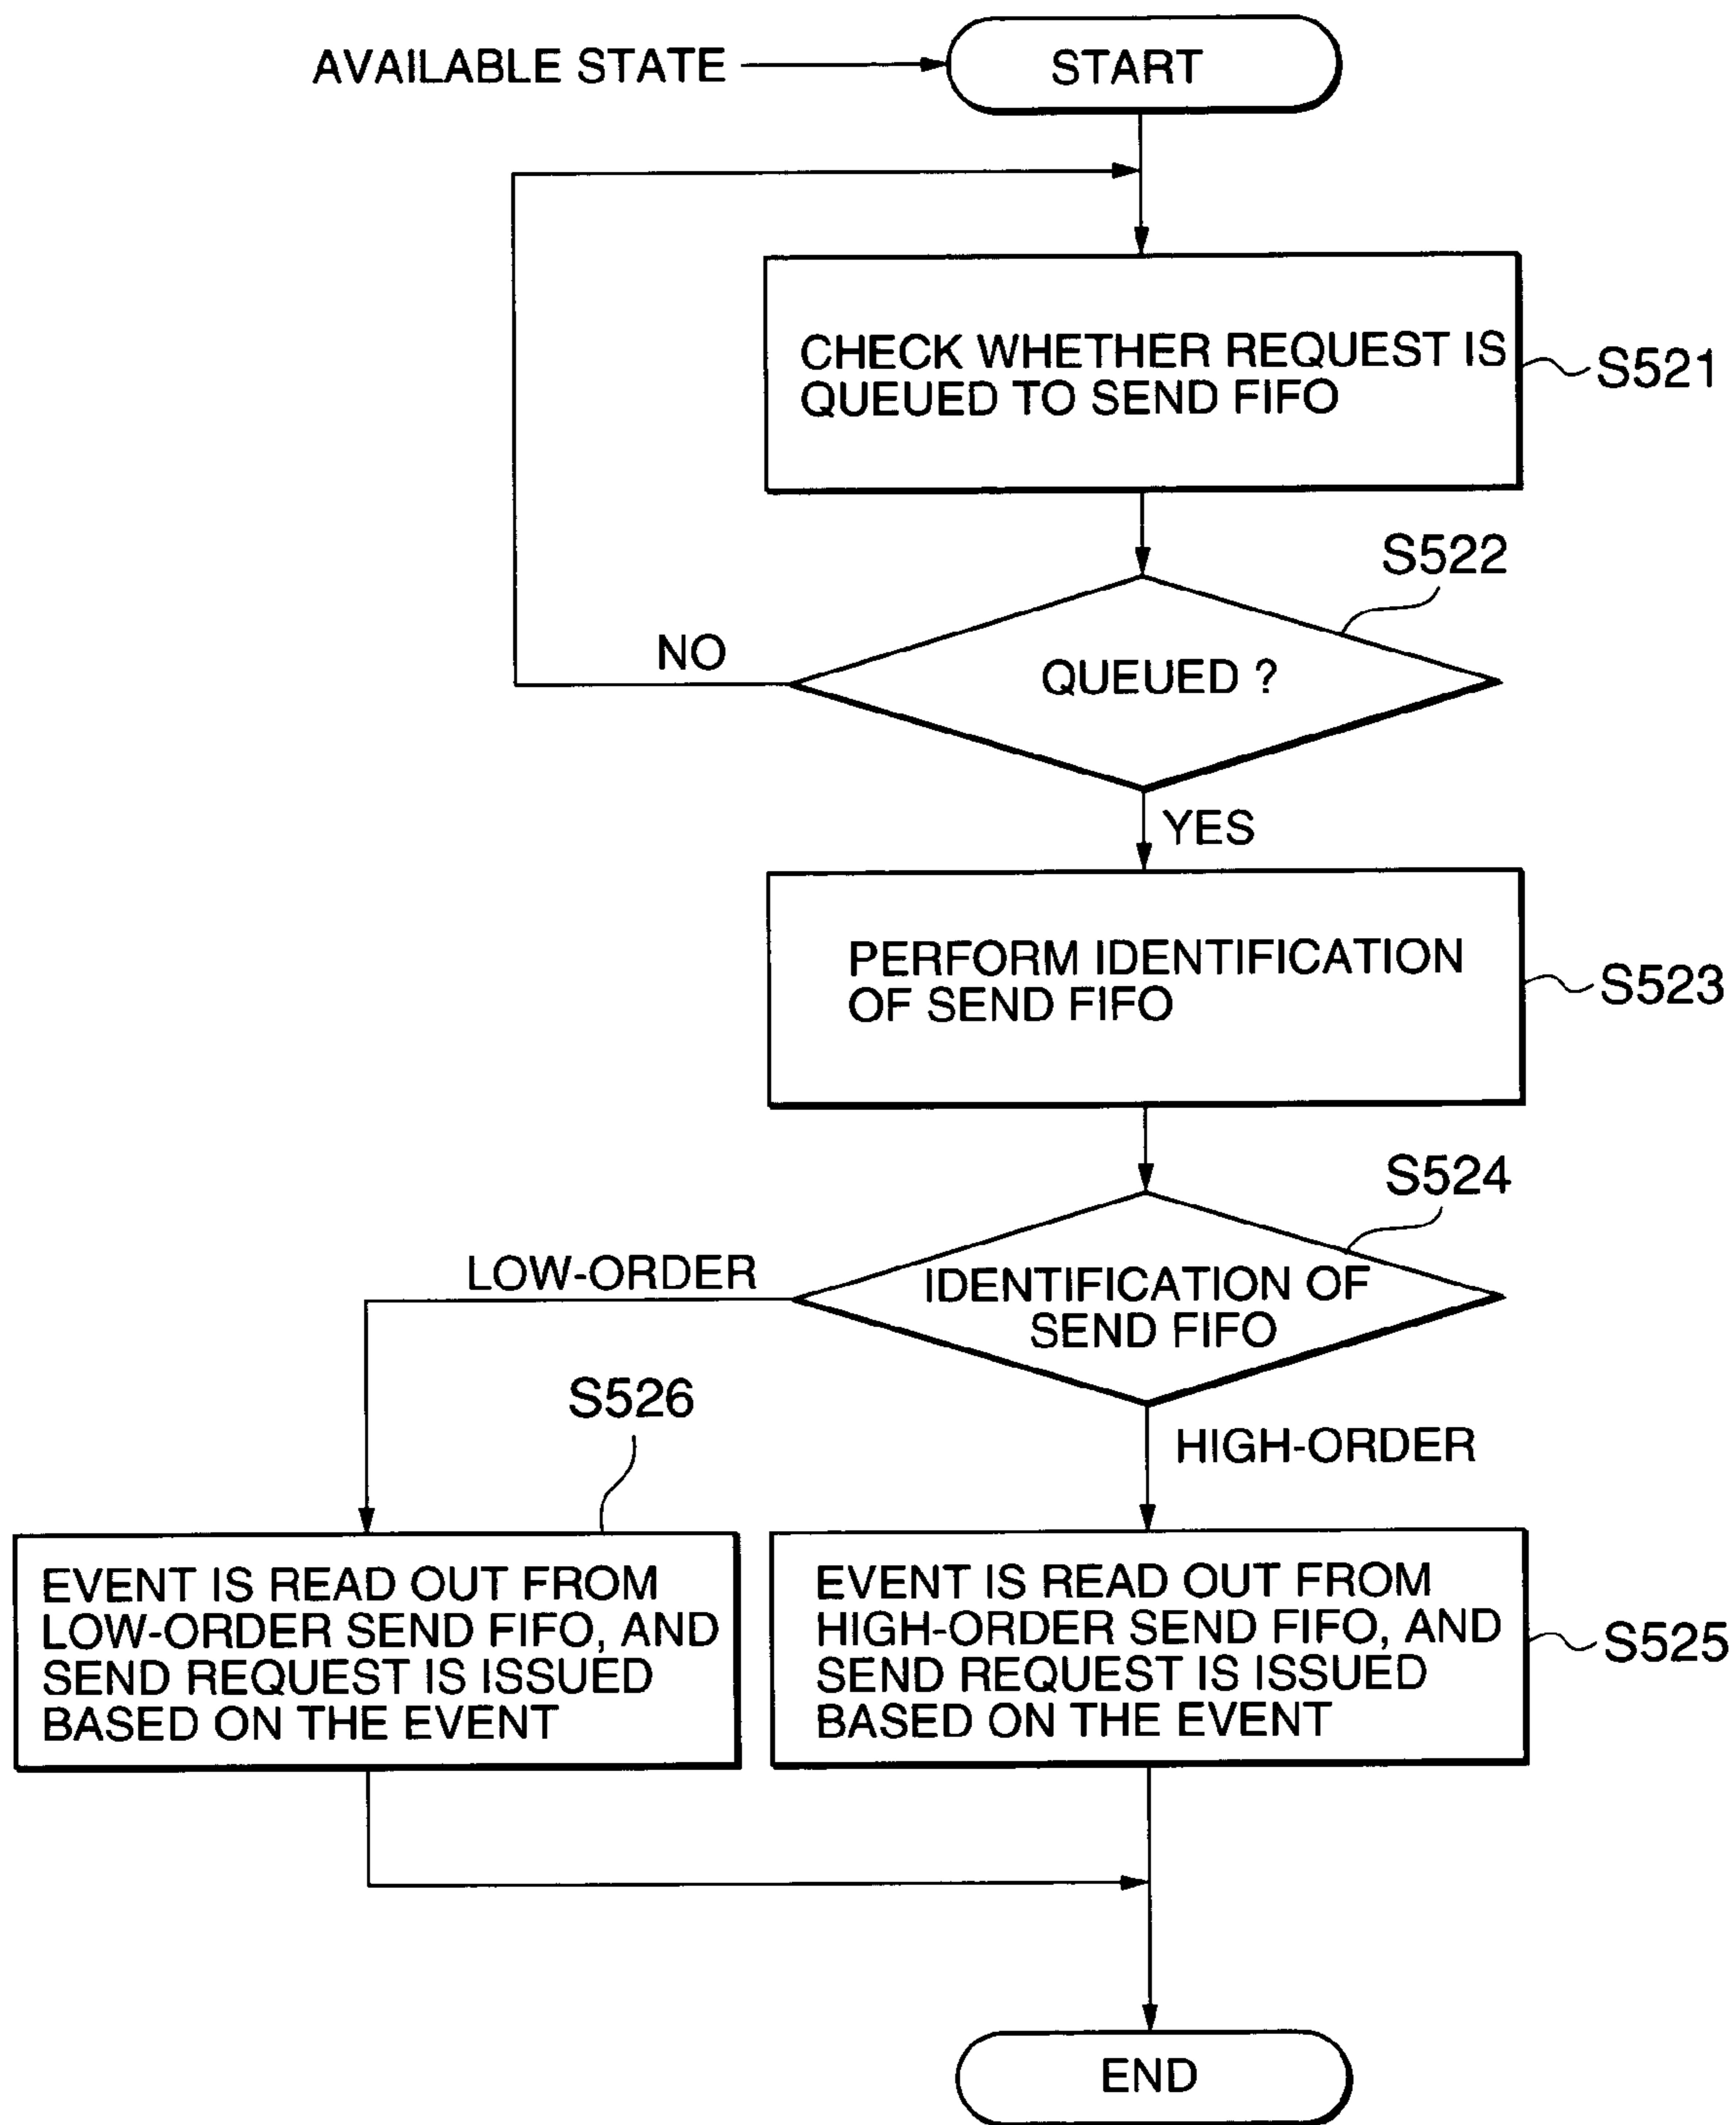 AVAILABLE STATE
START
CHECK WHETHER REQUEST IS
QUEUED TO SEND FIFO
S521
S522
NO
QUEUED ?
YES
PERFORM IDENTIFICATION
OF SEND FIFO
S523
S524
LOW-ORDER
IDENTIFICATION OF
SEND FIFO
S526
HIGH-ORDER
EVENT IS READ OUT FROM
LOW-ORDER SEND FIFO, AND
SEND REQUEST IS ISSUED
BASED ON THE EVENT
EVENT IS READ OUT FROM
HIGH-ORDER SEND FIFO, AND
SEND REQUEST IS ISSUED
BASED ON THE EVENT
S525
END